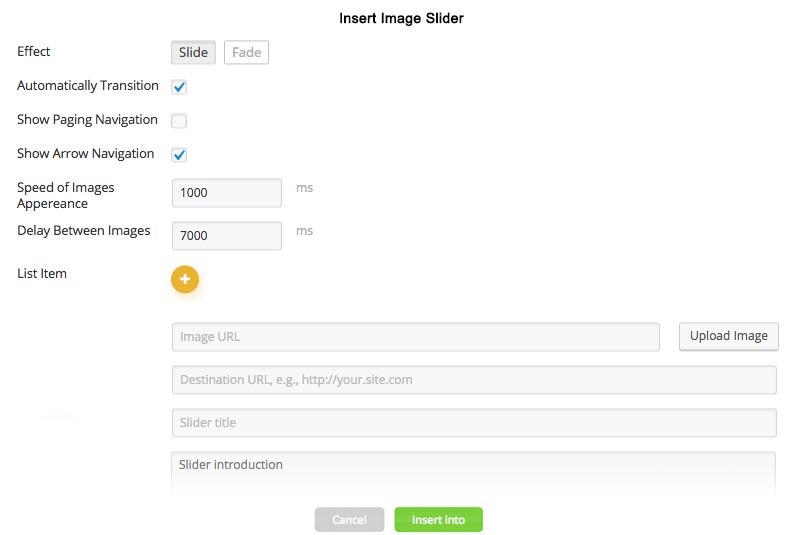 Insert Image Slider
Effect
Slide
Fade
Automatically Transition
Show Paging Navigation
Show Arrow Navigation
Speed of Images
Appereance
1000
ms
Delay Between Images
7000
ms
List Item
Image URL
Upload Image
Destination URL, e.g., http://your.site.com
Slider title
Slider introduction
Cancel
Insert into